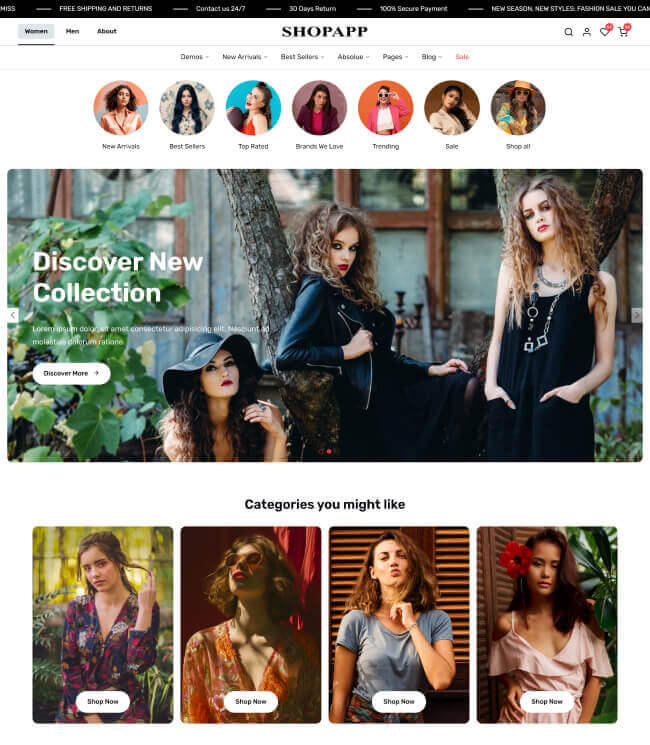 MISS — FREE SHIPPING AND RETURNS — Contact us 24/7 — 30 Days Return — 100% Secure Payment — NEW SEASON, NEW STYLES: FASHION SALE YOU CAN
Women Men About SHOPAPP
Demos New Arrivals Best Sellers Absolue Pages Blog Sale
New Arrivals Best Sellers Top Rated Brands We Love Trending Sale Shop all
Discover New
Collection
Lorem ipsum dolor, sit amet consectetur adipisicing elit. Nesciunt ad
molestias dolorum ratione.
Discover More
Categories you might like
Shop Now Shop Now Shop Now Shop Now